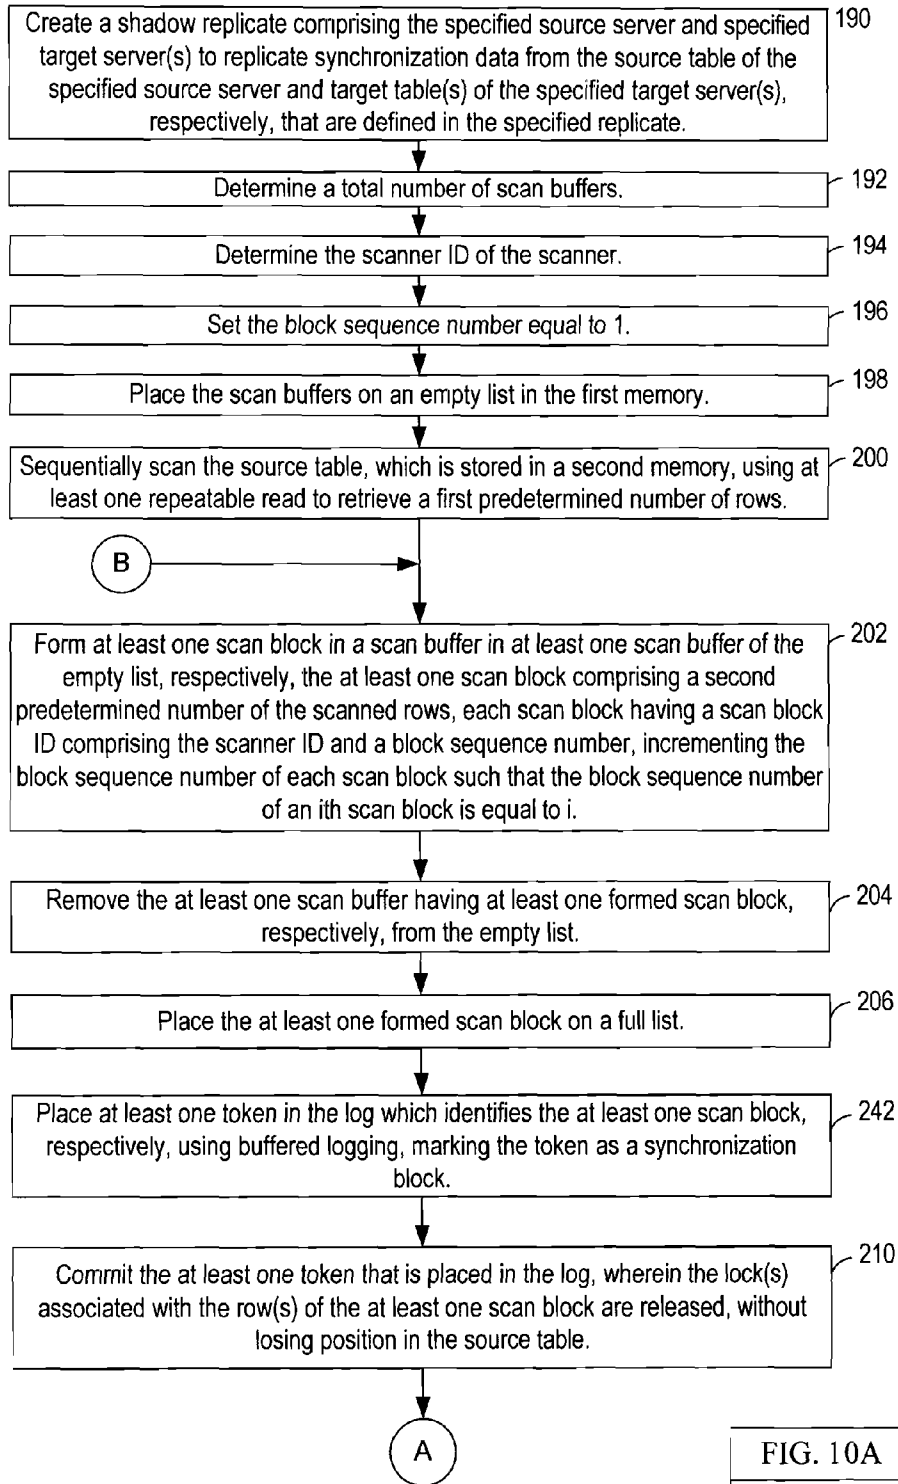 Create a shadow replicate comprising the specified source server and specified
target server(s) to replicate synchronization data from the source table of the
specified source server and target table(s) of the specified target server(s),
respectively, that are defined in the specified replicate.
190
Determine a total number of scan buffers.
192
Determine the scanner ID of the scanner.
194
Set the block sequence number equal to 1.
196
Place the scan buffers on an empty list in the first memory.
198
Sequentially scan the source table, which is stored in a second memory, using at
least one repeatable read to retrieve a first predetermined number of rows.
200
B
Form at least one scan block in a scan buffer in at least one scan buffer of the
empty list, respectively, the at least one scan block comprising a second
predetermined number of the scanned rows, each scan block having a scan block
ID comprising the scanner ID and a block sequence number, incrementing the
block sequence number of each scan block such that the block sequence number
of an ith scan block is equal to i.
202
Remove the at least one scan buffer having at least one formed scan block,
respectively, from the empty list.
204
Place the at least one formed scan block on a full list.
206
Place at least one token in the log which identifies the at least one scan block,
respectively, using buffered logging, marking the token as a synchronization
block.
242
Commit the at least one token that is placed in the log, wherein the lock(s)
associated with the row(s) of the at least one scan block are released, without
losing position in the source table.
210
A
FIG. 10A